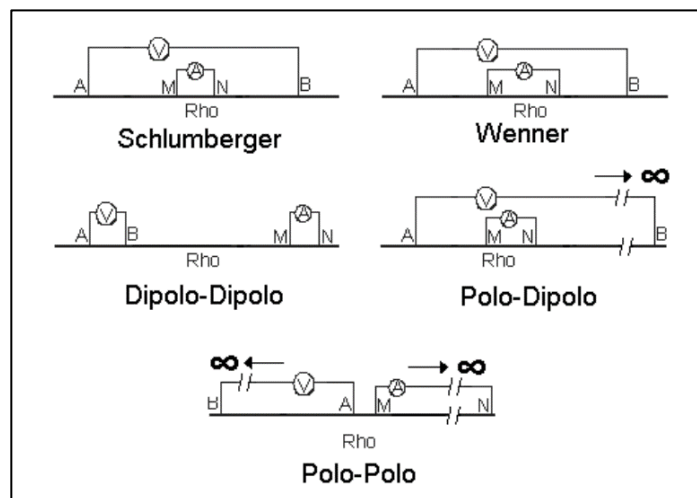 V
A M A N B
Rho
Schlumberger
V
A M A N B
Rho
Wenner
V A
A B M N
Rho
Dipolo-Dipolo
∞
V
A M A N B
Rho
Polo-Dipolo
∞ ∞
V A
B A M N
Rho
Polo-Polo